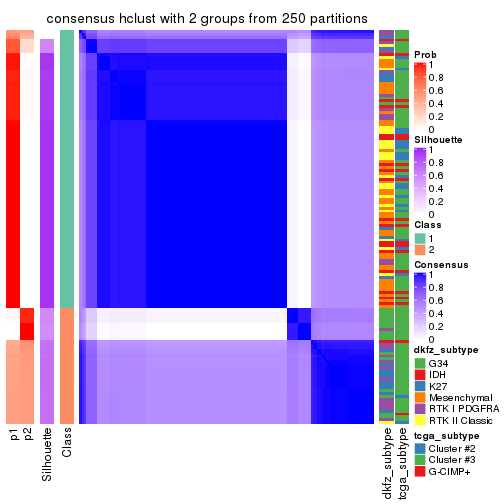 consensus hclust with 2 groups from 250 partitions
Prob
1
0.8
0.6
0.4
0.2
0
Silhouette
1
0.8
0.6
0.4
0.2
0
Class
1
2
Consensus
1
0.8
0.6
0.4
0.2
0
dkfz_subtype
G34
IDH
K27
Mesenchymal
RTK I PDGFRA
RTK II Classic
tcga_subtype
Cluster #2
Cluster #3
G-CIMP+
p1
p2
Silhouette
Class
dkfz_subtype
tcga_subtype